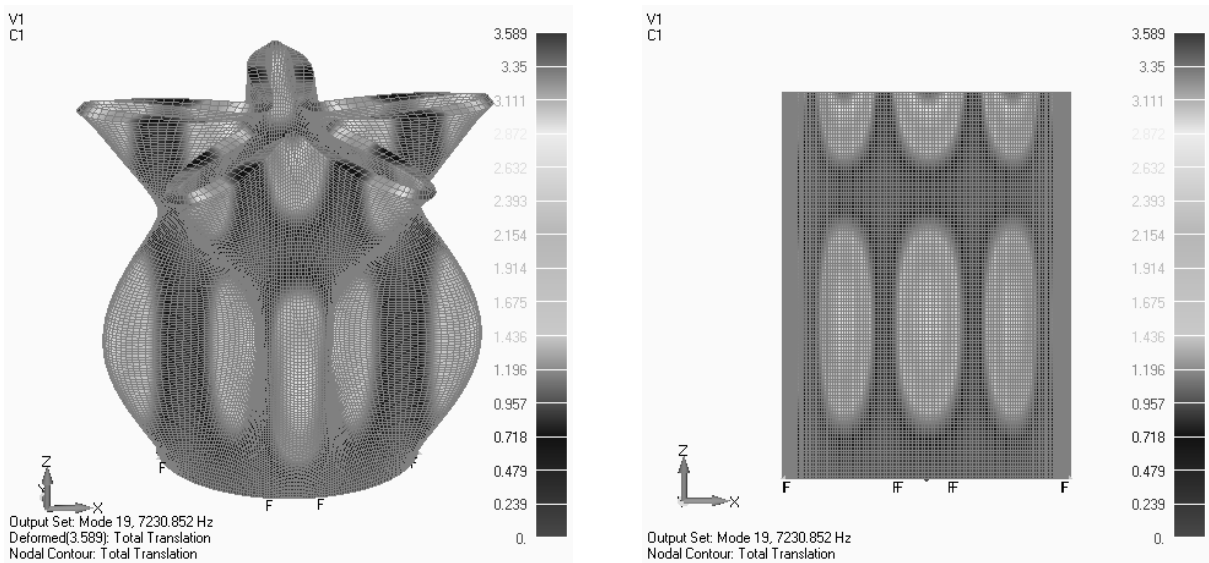 V1
C1
3.589
3.35
3.111
2.872
2.632
2.393
2.154
1.914
1.675
1.436
1.196
0.957
0.718
0.479
0.239
0.
Z
Y
X
F
F
F
F
Output Set: Mode 19, 7230.852 Hz
Deformed(3.589): Total Translation
Nodal Contour: Total Translation
V1
C1
3.589
3.35
3.111
2.872
2.632
2.393
2.154
1.914
1.675
1.436
1.196
0.957
0.718
0.479
0.239
0.
Z
X
F
FF
FF
F
Output Set: Mode 19, 7230.852 Hz
Nodal Contour: Total Translation